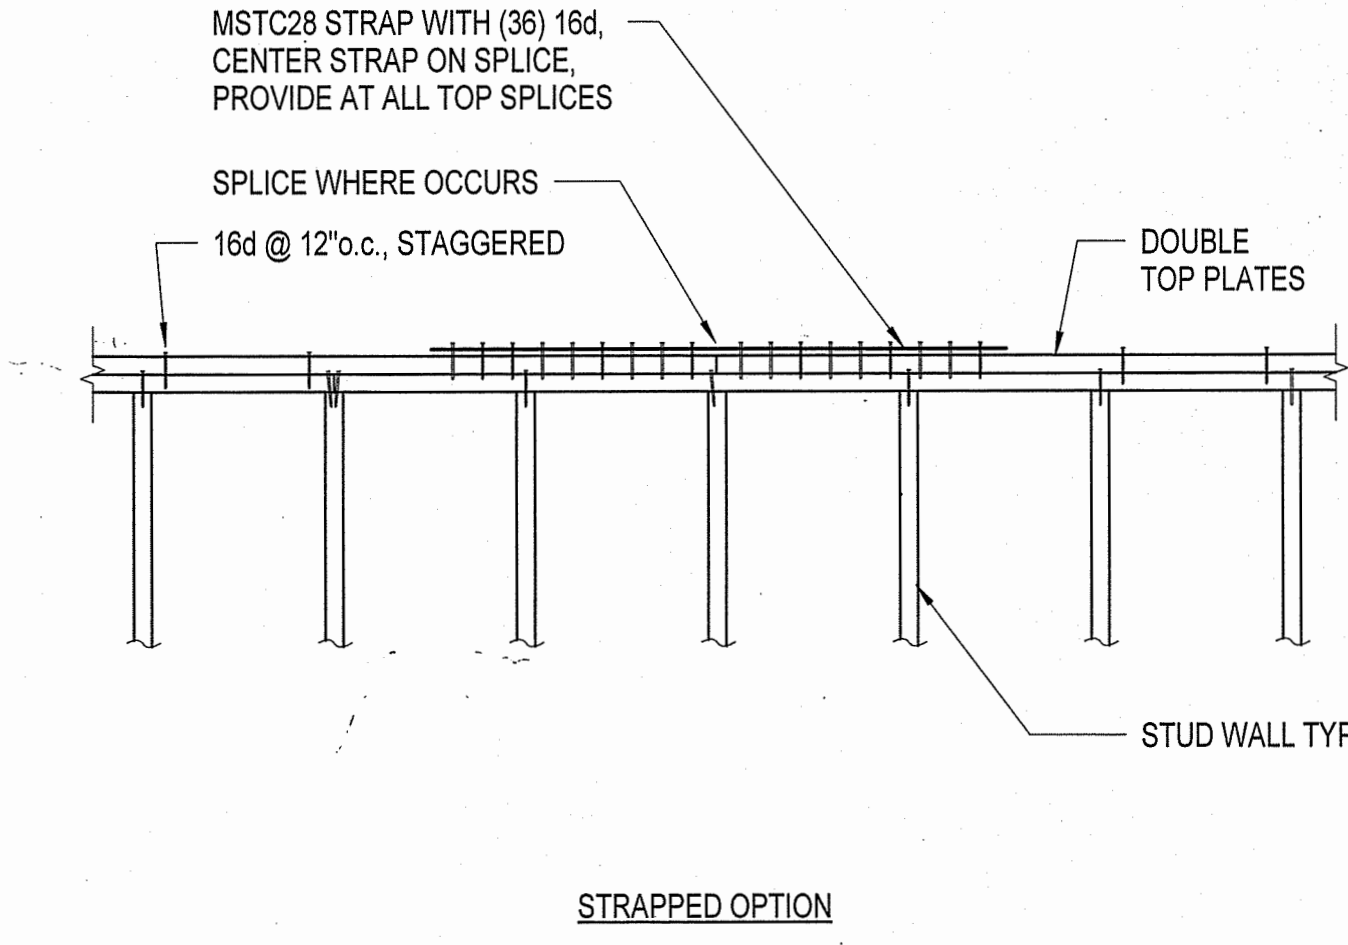 MSTC28 STRAP WITH (36) 16d,
CENTER STRAP ON SPLICE,
PROVIDE AT ALL TOP SPLICES
SPLICE WHERE OCCURS
16d @ 12"o.c., STAGGERED
DOUBLE
TOP PLATES
STUD WALL TYP
STRAPPED OPTION